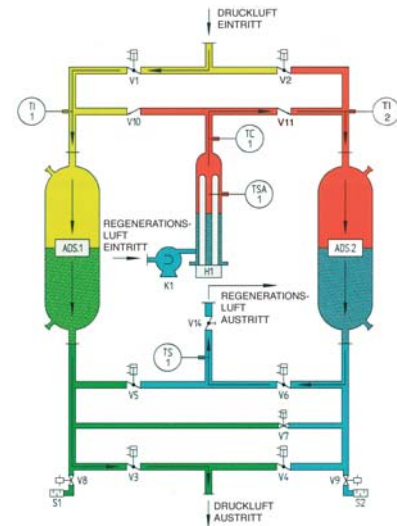 DRUCKLUFT
EINTRITT
V1
V2
TI
1
TI
2
V10
V11
TC
1
TSA
1
REGENERATIONS-
LUFT
EINTRITT
ADS.1
ADS.2
K1
H1
REGENERATIONS-
LUFT
AUSTRITT
V14
TS
1
V5
V6
V7
V8
V3
V4
V9
S1
S2
DRUCKLUFT
AUSTRITT